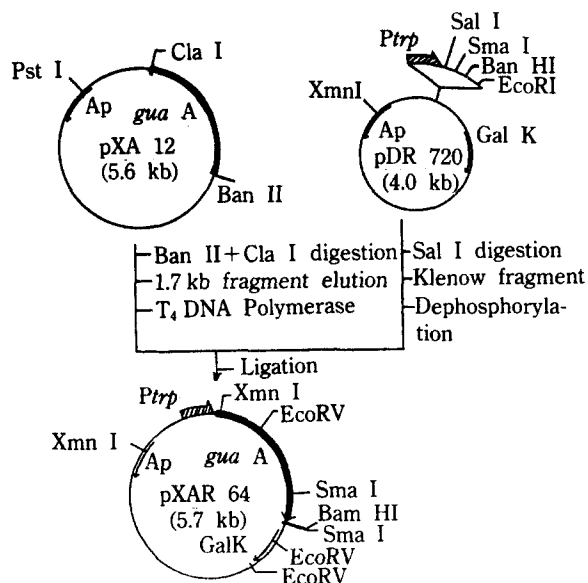 Cla I
Pst I
Ap
gua A
pXA 12
(5.6 kb)
Ban II
Ptrp
Sal I
Sma I
Ban HI
EcoRI
XmnI
Ap
Gal K
pDR 720
(4.0 kb)
Ban II+Cla I digestion
1.7 kb fragment elution
T4 DNA Polymerase
Sal I digestion
Klenow fragment
Dephosphoryla-
tion
Ligation
Ptrp
Xmn I
EcoRV
Xmn I
Ap
gua A
pXAR 64
(5.7 kb)
Sma I
Bam HI
Sma I
GalK
EcoRV
EcoRV